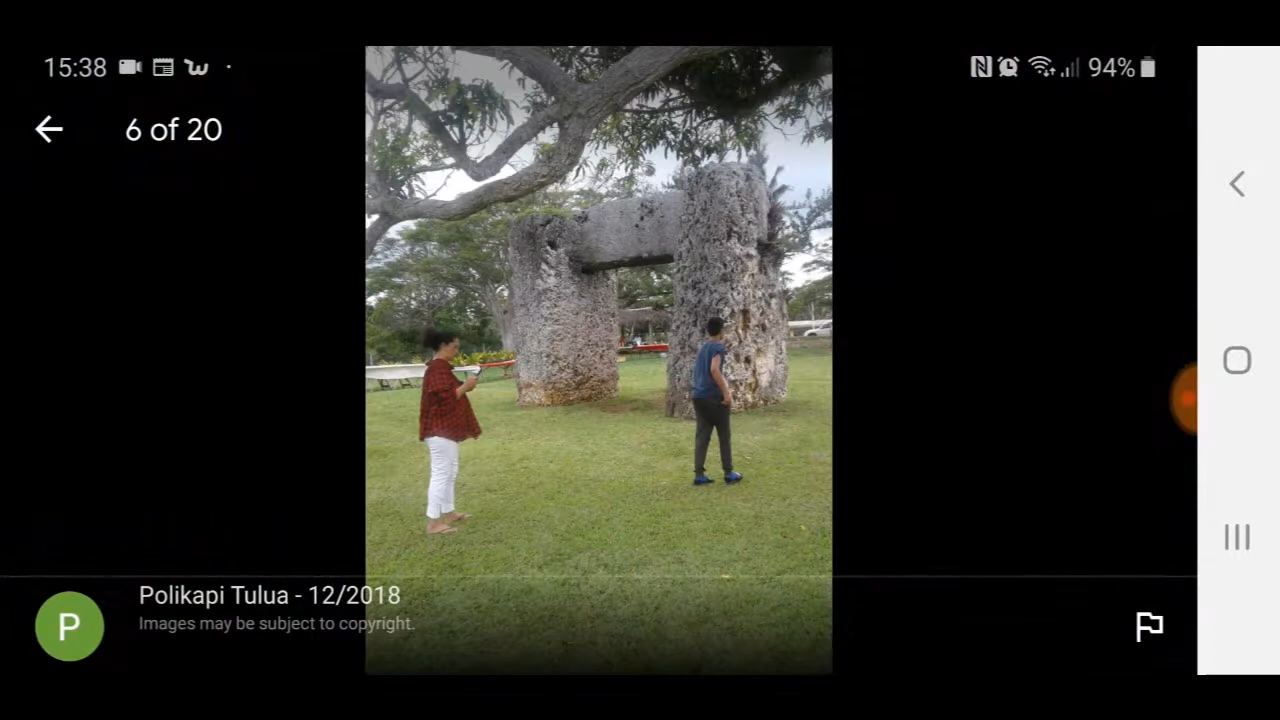 15:38
94%
6 of 20
Polikapi Tulua - 12/2018
Images may be subject to copyright.
P